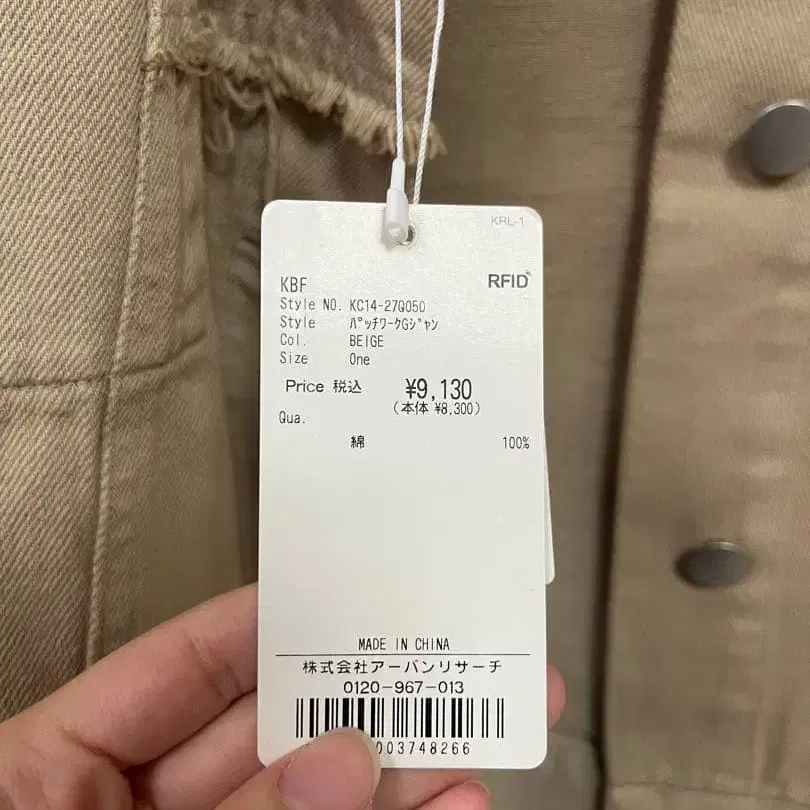 KRL-1
KBF
RFID
Style NO. KC14-27Q050
Style ﾊﾟｯﾁﾜｰｸGｼﾞｬﾝ
Col. BEIGE
Size One
Price 税込 ¥9,130
(本体 ¥8,300)
Qua.
綿 100%
MADE IN CHINA
株式会社アーバンリサーチ
0120-967-013
003748266